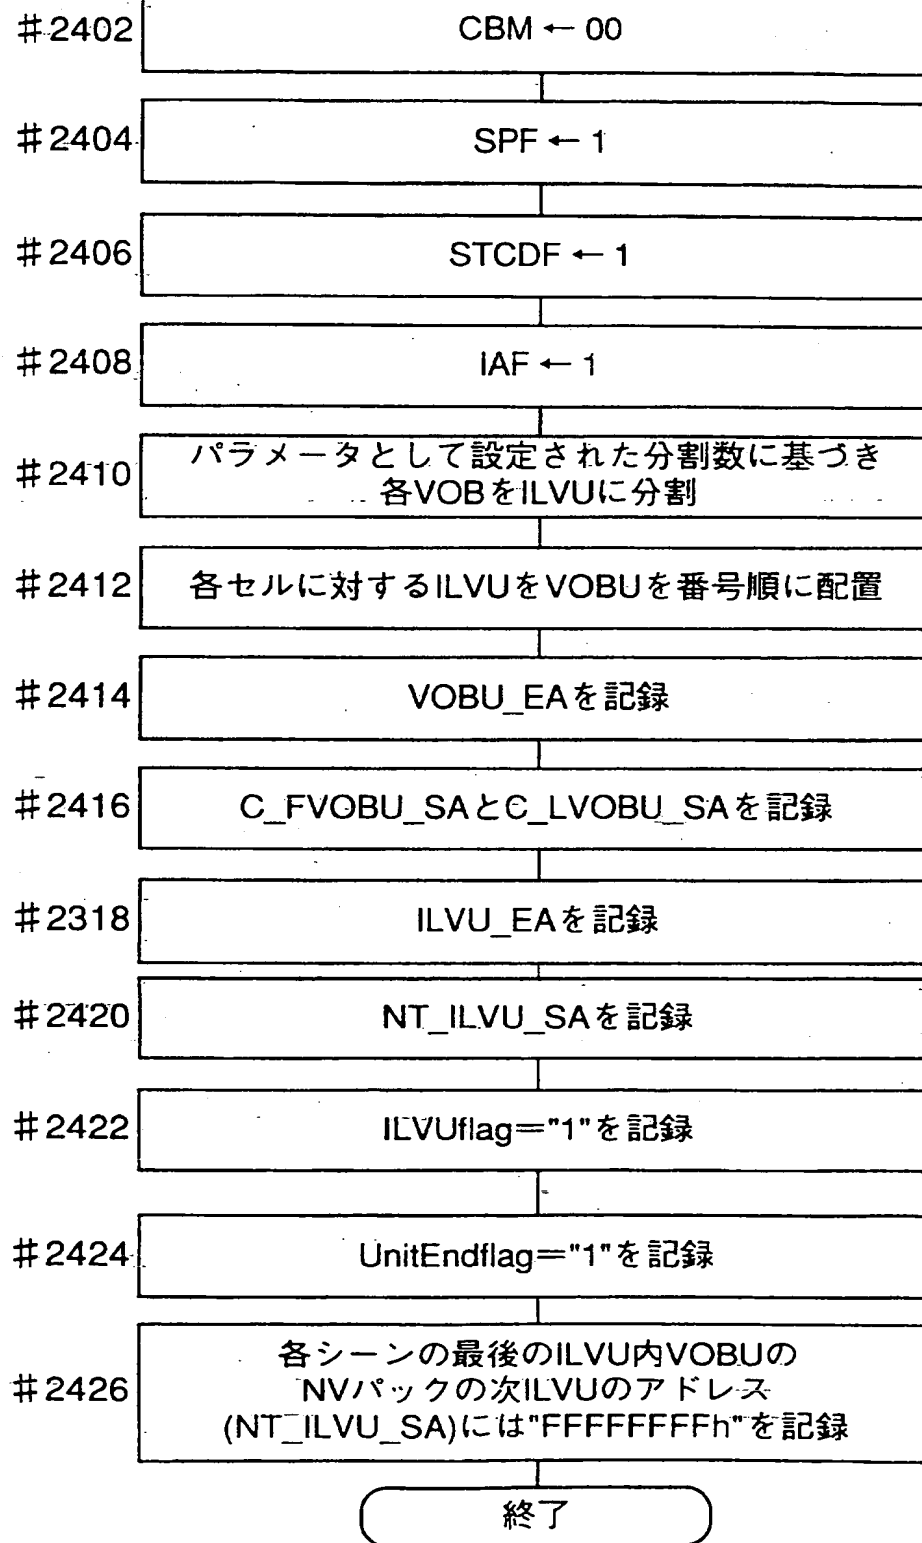 #2402 CBM ← 00
#2404 SPF ← 1
#2406 STCDF ← 1
#2408 IAF ← 1
#2410 パラメータとして設定された分割数に基づき
各VOBをILVUに分割
#2412 各セルに対するILVUをVOBUを番号順に配置
#2414 VOBU_EAを記録
#2416 C_FVOBU_SAとC_LVOBU_SAを記録
#2318 ILVU_EAを記録
#2420 NT_ILVU_SAを記録
#2422 ILVUflag="1"を記録
#2424 UnitEndflag="1"を記録
各シーンの最後のILVU内VOBUの
#2426 NVパックの次ILVUのアドレス
(NT_ILVU_SA)には"FFFFFFFFh"を記録
終了